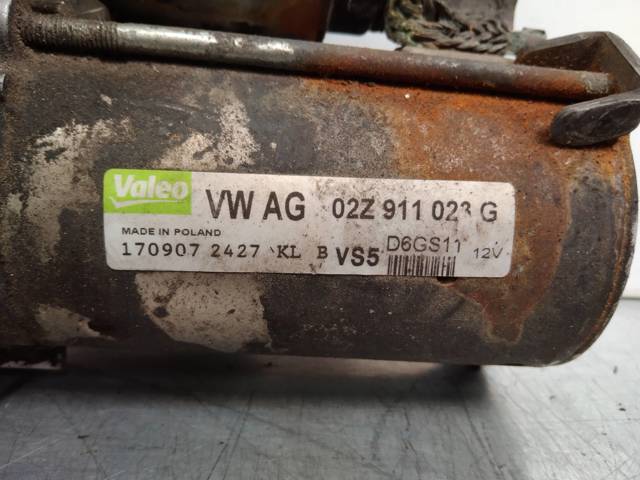 Valeo VW AG 02Z 911 023 G
MADE IN POLAND
170907 2427 KL B VS5 D6GS11 12V